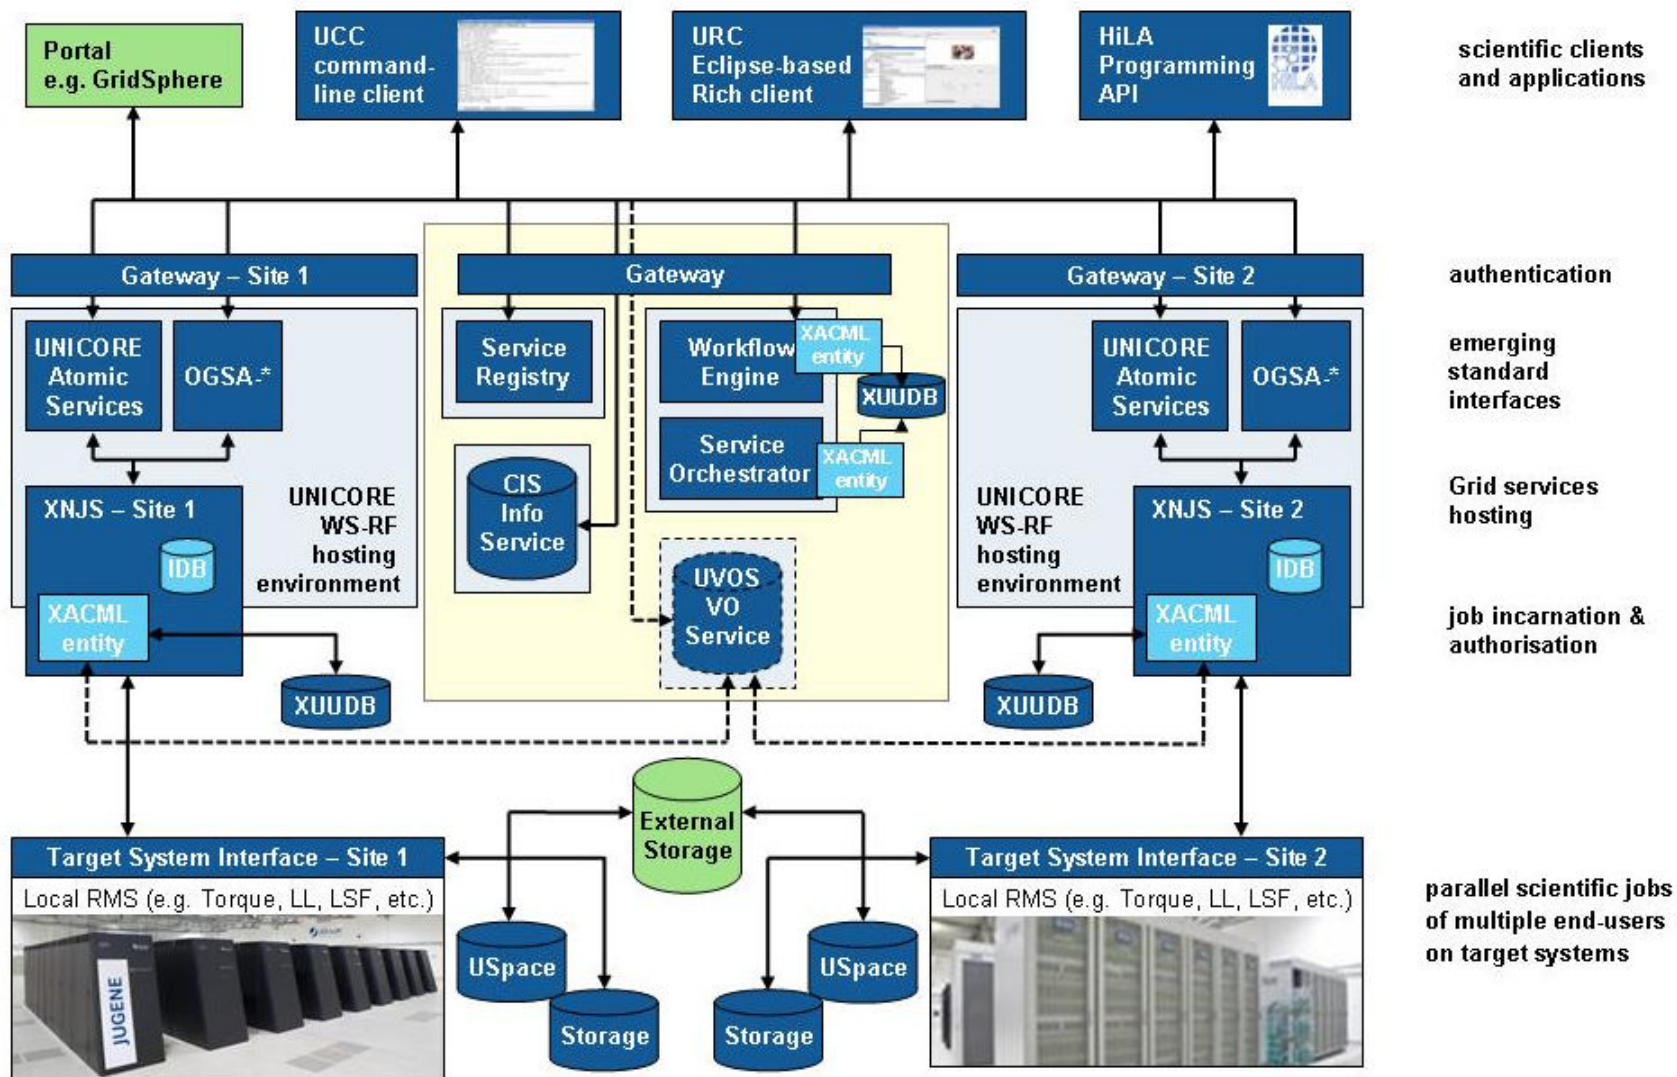 Portal
e.g. GridSphere
UCC
command-
line client
URC
Eclipse-based
Rich client
HiLA
Programming
API
HiLA
scientific clients
and applications
Gateway – Site 1
Gateway
Gateway – Site 2
authentication
UNICORE
Atomic
Services
OGSA-*
Service
Registry
Workflow
Engine
XACML
entity
XUUDB
UNICORE
Atomic
Services
OGSA-*
emerging
standard
interfaces
Service
Orchestrator
XACML
entity
CIS
Info
Service
XNJS – Site 1
IDB
UNICORE
WS-RF
hosting
environment
UNICORE
WS-RF
hosting
environment
XNJS – Site 2
IDB
Grid services
hosting
XACML
entity
XUUDB
UVOS
VO
Service
XUUDB
XACML
entity
job incarnation &
authorisation
External
Storage
Target System Interface – Site 1
Local RMS (e.g. Torque, LL, LSF, etc.)
JUGENE
USpace
Storage
USpace
Storage
Target System Interface – Site 2
Local RMS (e.g. Torque, LL, LSF, etc.)
parallel scientific jobs
of multiple end-users
on target systems